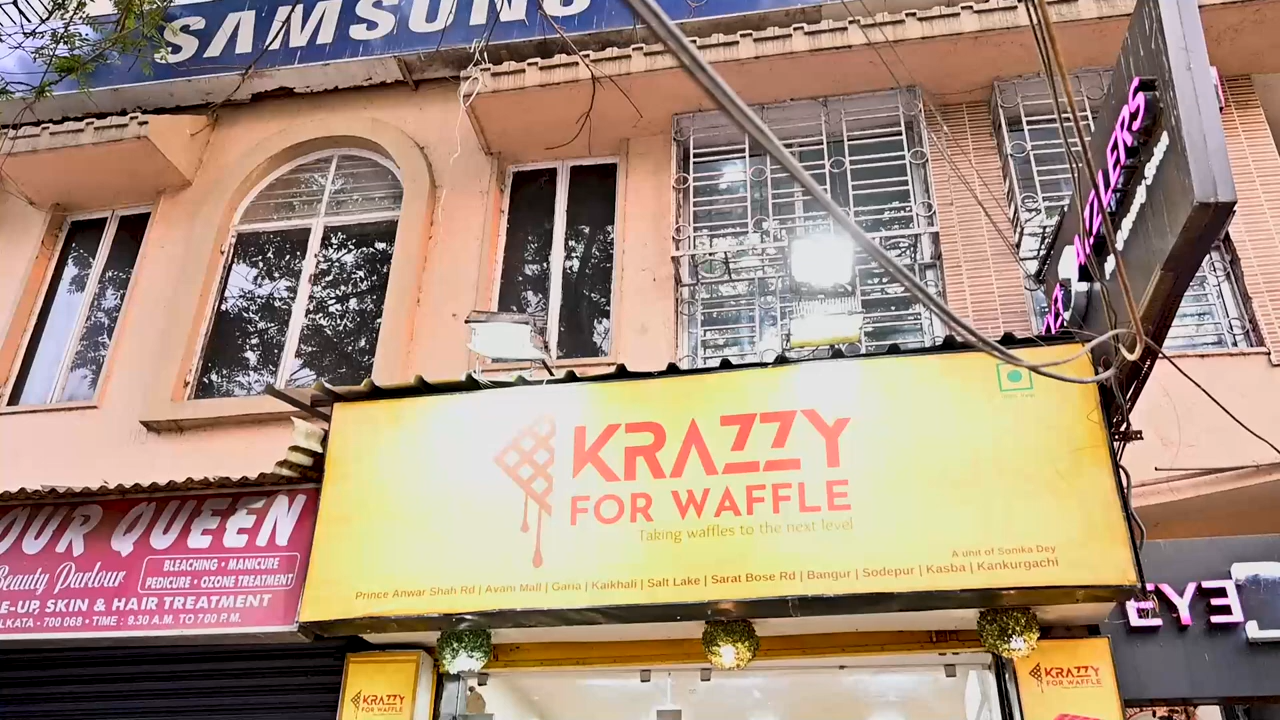 SAMSUNG
KRAZZY
FOR WAFFLE
Taking waffles to the next level
A unit of Sonika Dey
Prince Anwar Shah Rd | Avani Mall | Garia | Kaikhali | Salt Lake | Sarat Bose Rd | Bangur | Sodepur | Kasba | Kankurgachi
OUR QUEEN
Beauty Parlour
BLEACHING • MANICURE
PEDICURE • OZONE TREATMENT
E-UP, SKIN & HAIR TREATMENT
LKATA - 700 068 • TIME : 9.30 A.M. TO 7.00 P.M.
EYE
KRAZZY
FOR WAFFLE
KRAZZY
FOR WAFFLE